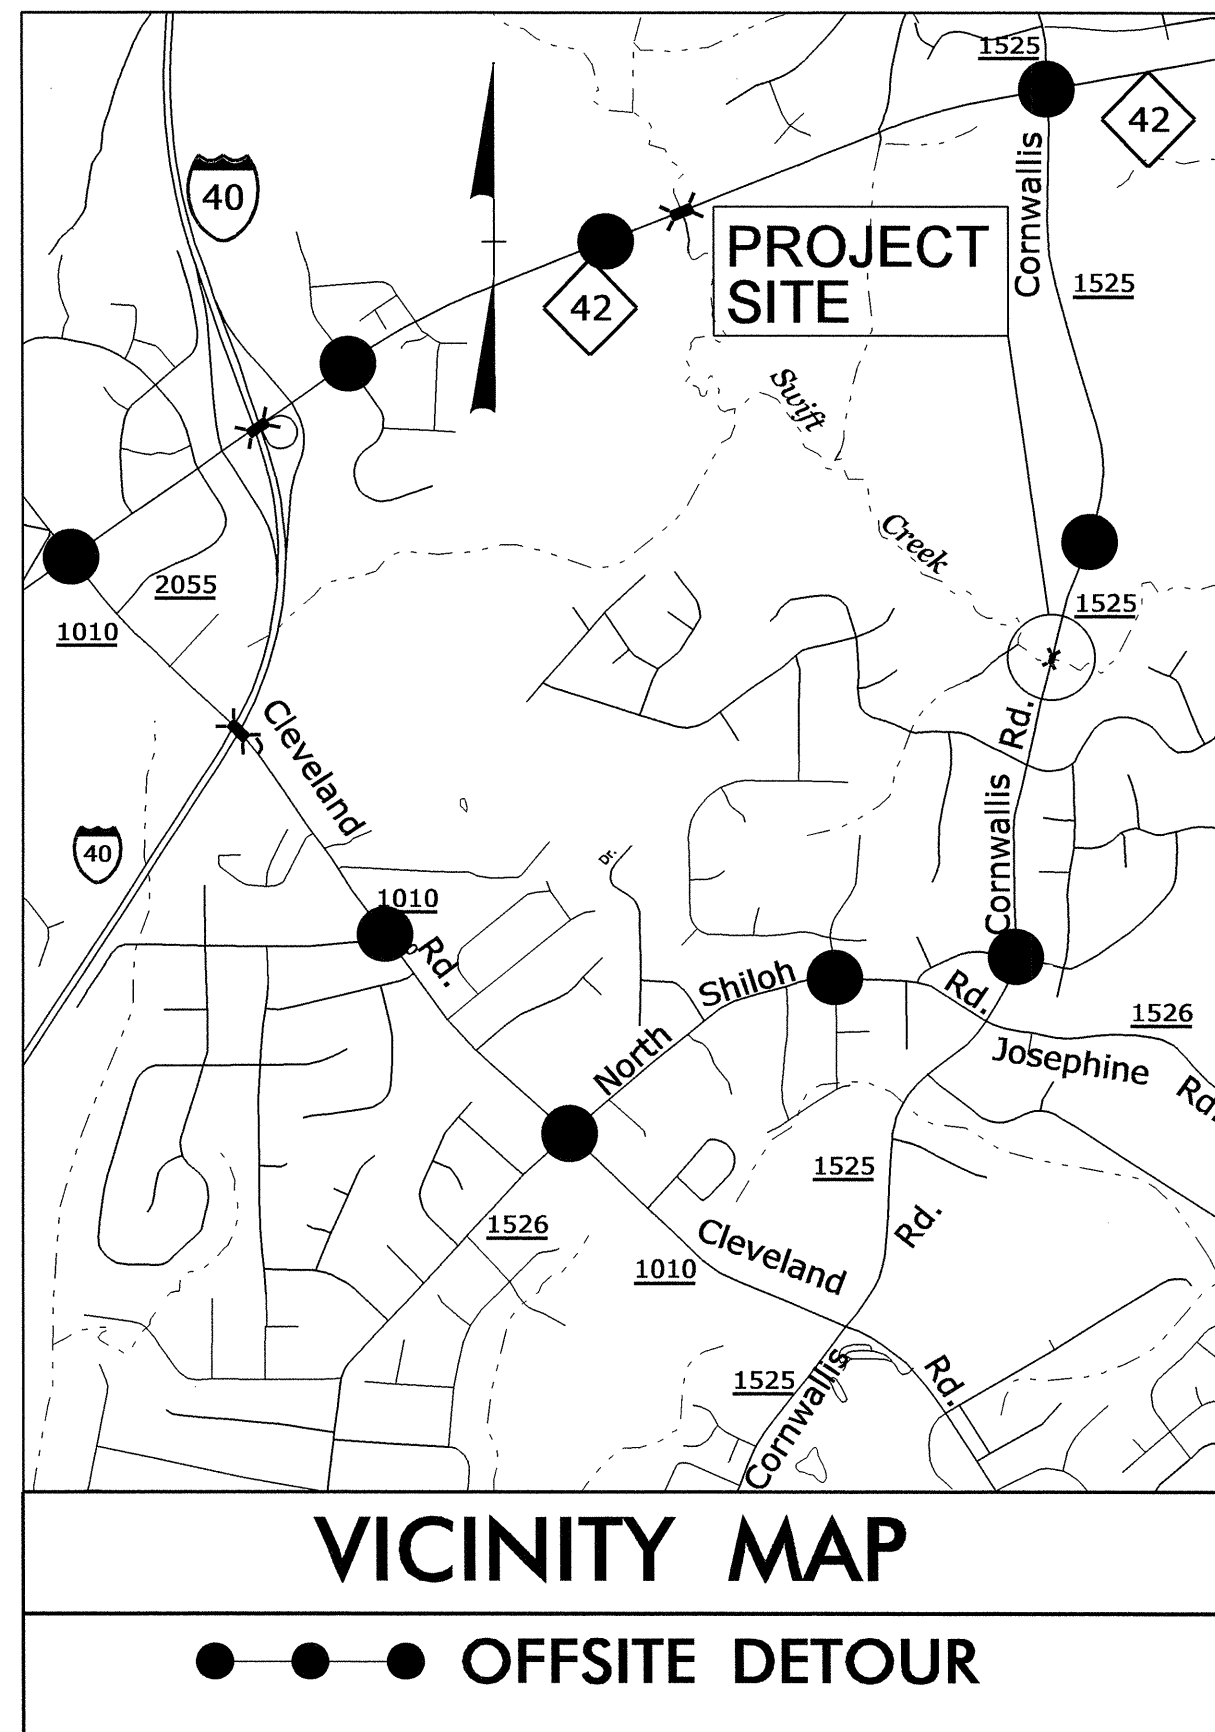 1525
42
40
Cornwallis
PROJECT
SITE
1525
42
Swift
Creek
2055
1525
1010
Rd.
Cleveland
Cornwallis
40
Dr.
1010
Rd.
Shiloh
Rd.
1526
North
Josephine
Rd.
1525
1526
Rd.
Cleveland
1010
1525
Cornwallis
Rd.
VICINITY MAP
OFFSITE DETOUR